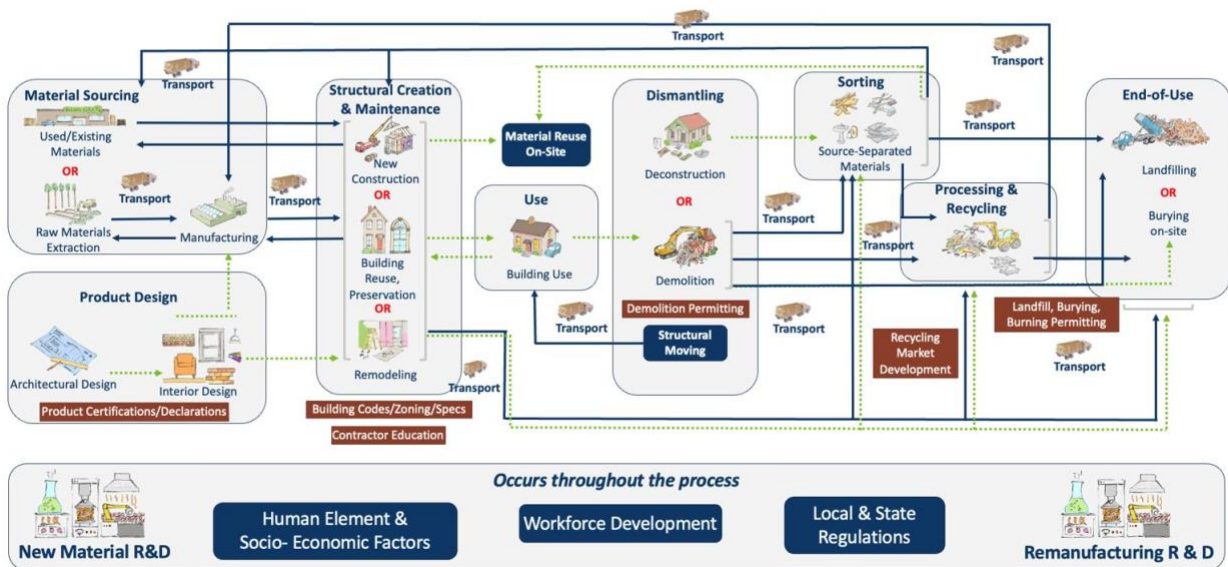 Transport
Transport
Transport
Material Sourcing
Used/Existing
Materials
OR
Raw Materials
Extraction
Transport
Manufacturing
Transport
Product Design
Architectural Design
Interior Design
Product Certifications/Declarations
Structural Creation
& Maintenance
New
Construction
OR
Building
Reuse,
Preservation
OR
Remodeling
Building Codes/Zoning/Specs
Contractor Education
Transport
Material Reuse
On-Site
Use
Building Use
Transport
Dismantling
Deconstruction
OR
Demolition
Demolition Permitting
Structural
Moving
Transport
Transport
Sorting
Source-Separated
Materials
Transport
Transport
Processing &
Recycling
Recycling
Market
Development
End-of-Use
Landfilling
OR
Burying
on-site
Landfill, Burying,
Burning Permitting
Transport
Occurs throughout the process
New Material R&D
Human Element &
Socio- Economic Factors
Workforce Development
Local & State
Regulations
Remanufacturing R & D